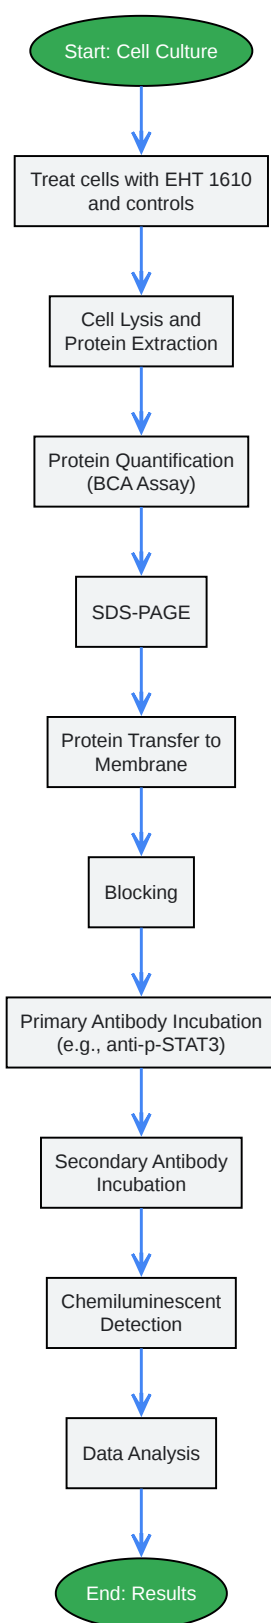 Start: Cell Culture
Treat cells with EHT 1610
and controls
Cell Lysis and
Protein Extraction
Protein Quantification
(BCA Assay)
SDS-PAGE
Protein Transfer to
Membrane
Blocking
Primary Antibody Incubation
(e.g., anti-p-STAT3)
Secondary Antibody
Incubation
Chemiluminescent
Detection
Data Analysis
End: Results